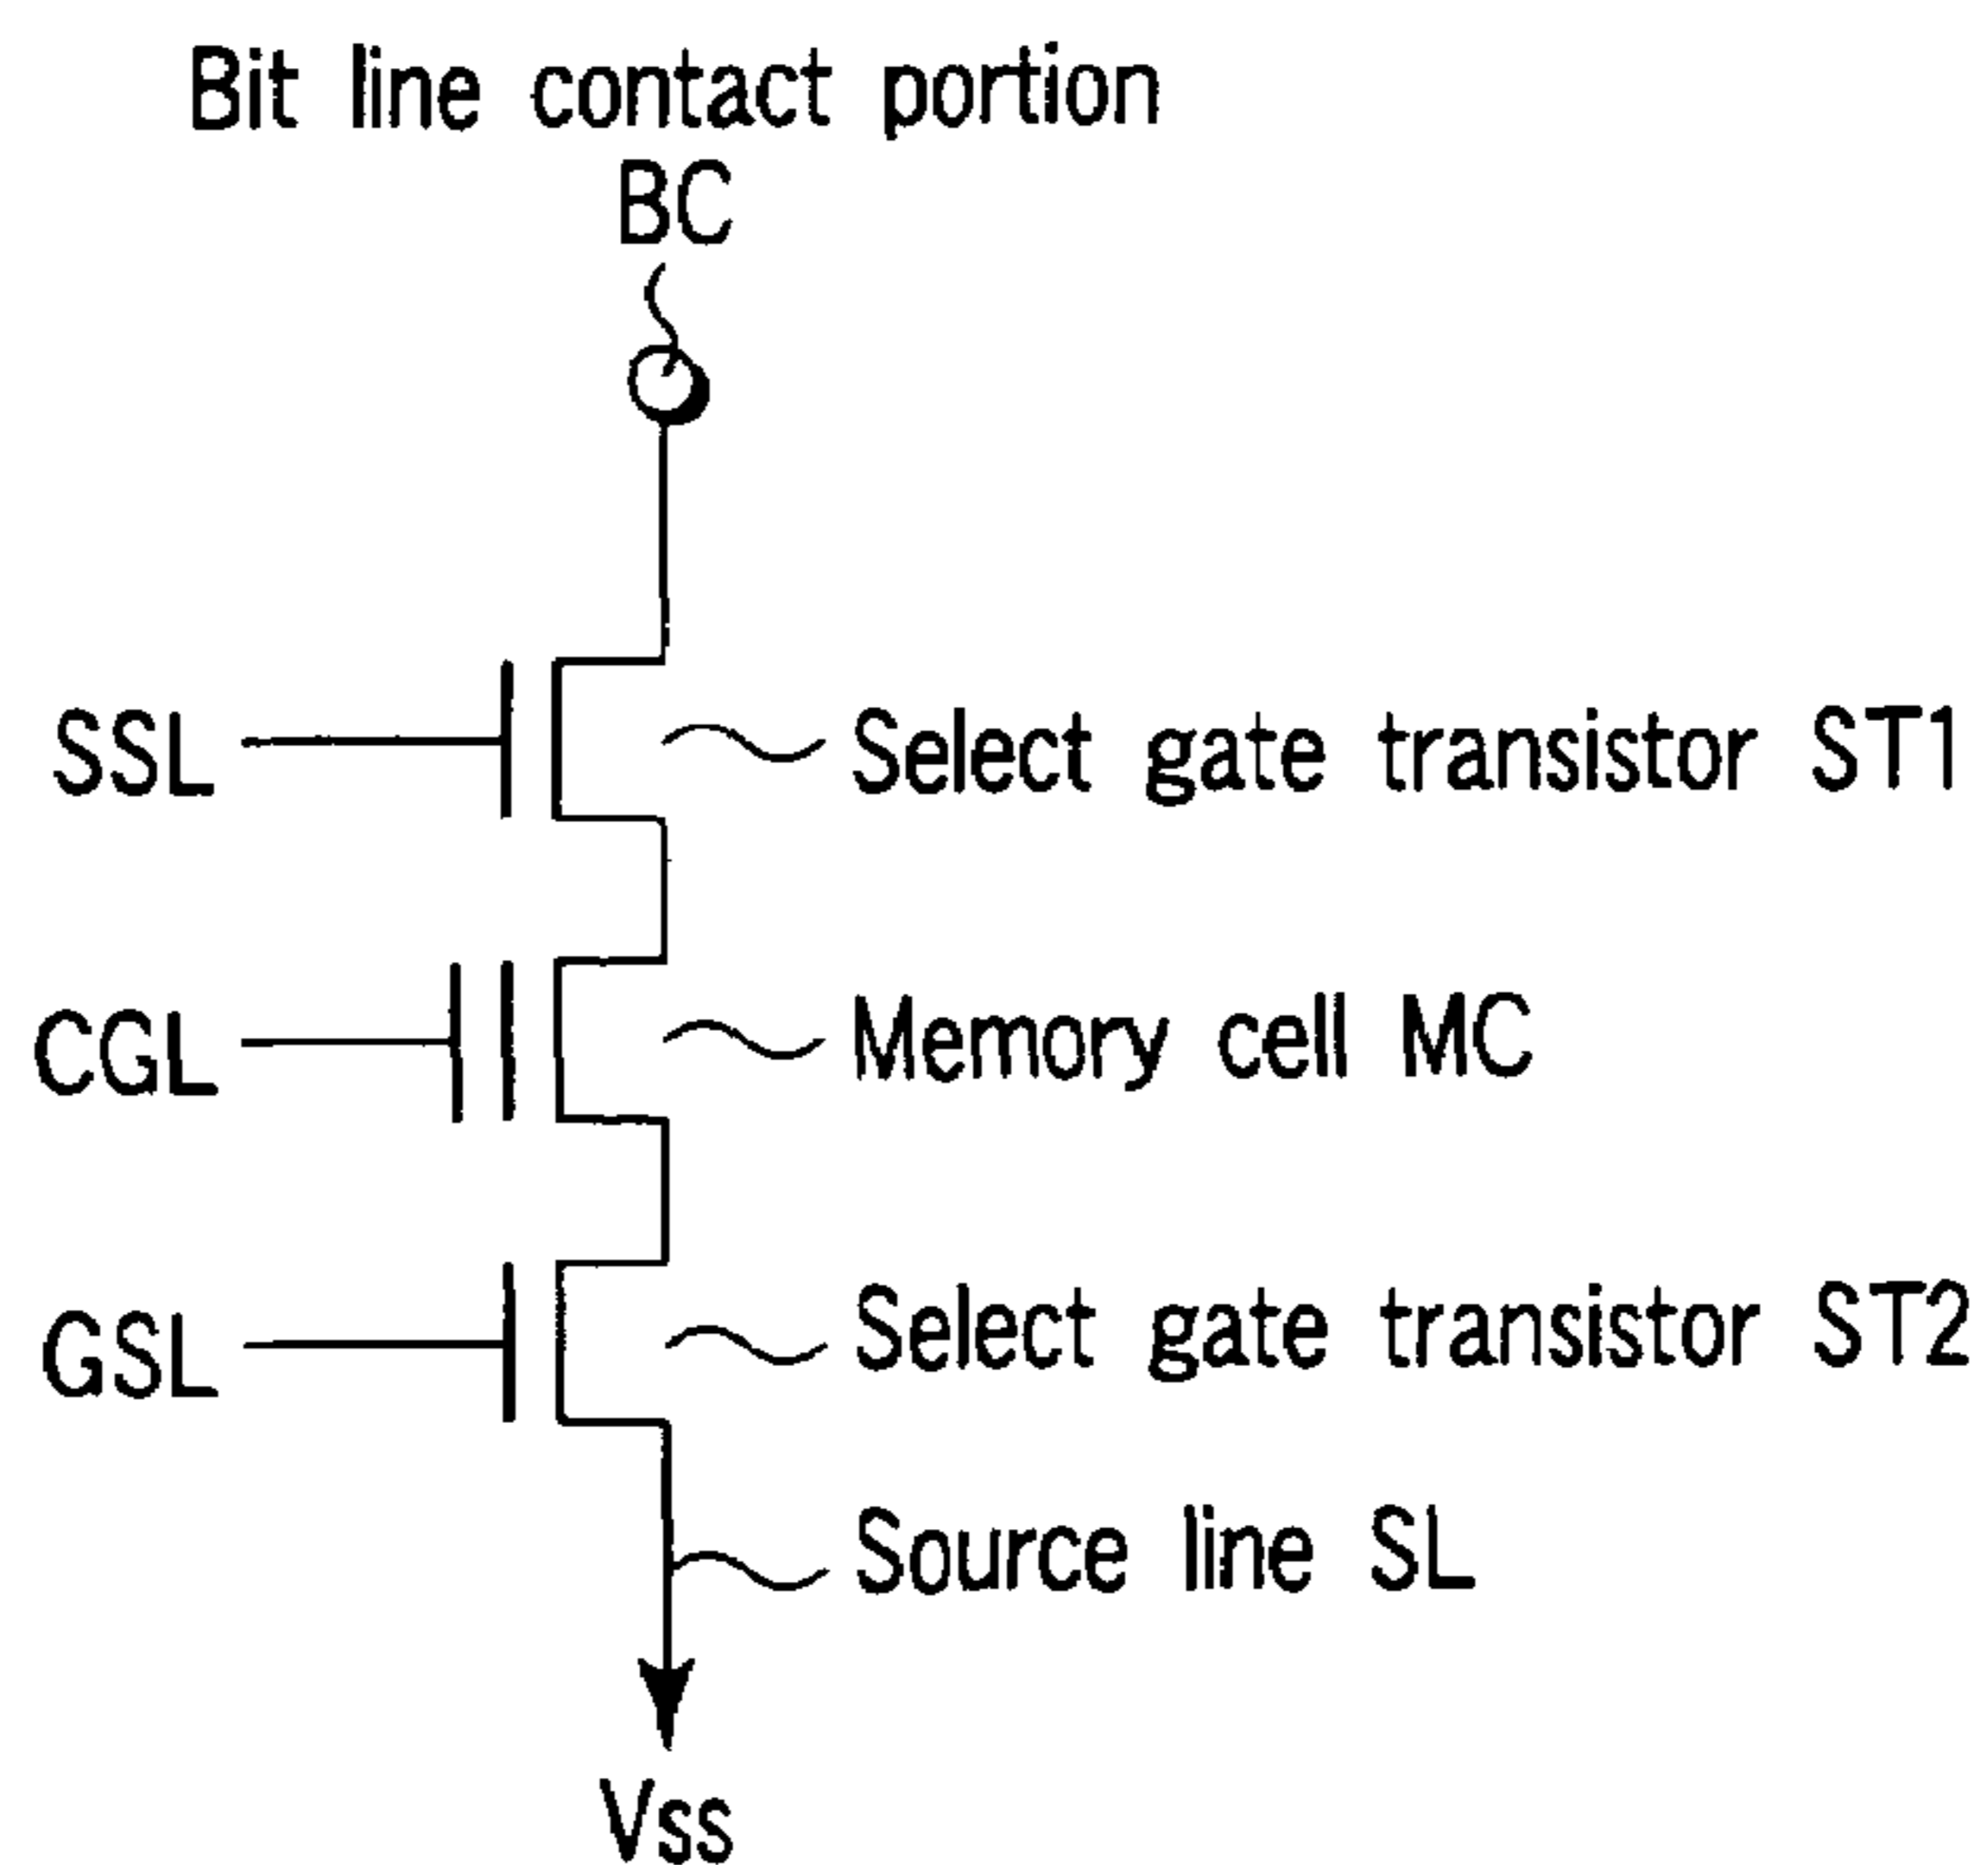 Bit line contact portion
BC
SSL Select gate transistor ST1
CGL Memory cell MC
GSL Select gate transistor ST2
Source line SL
Vss